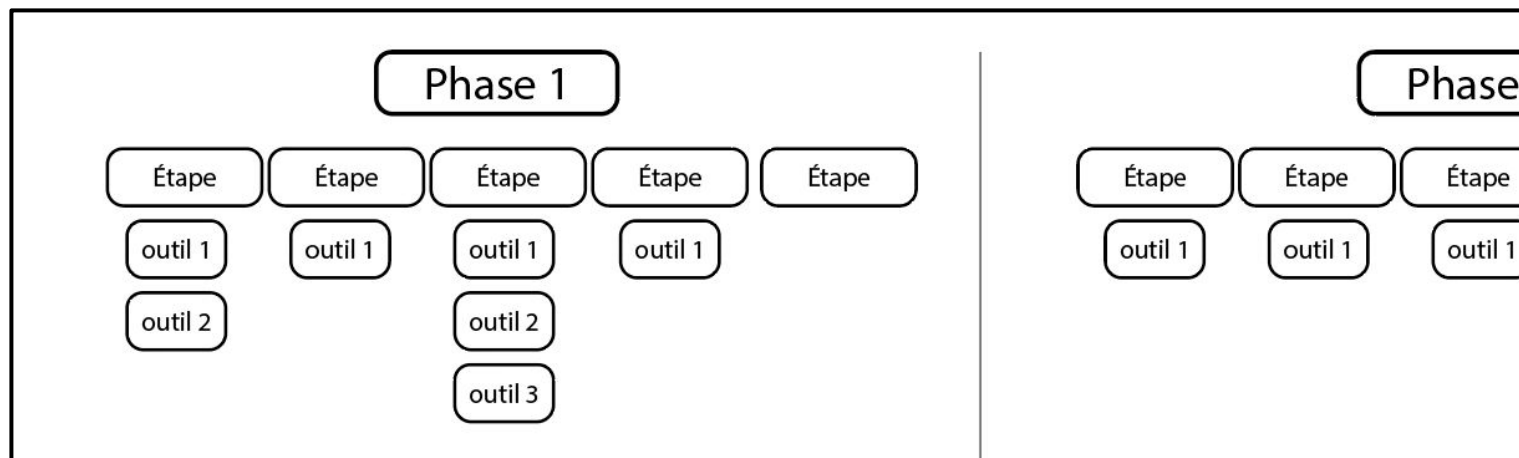 Phase 1
Étape Étape Étape Étape Étape
outil 1 outil 1 outil 1 outil 1
outil 2 outil 2
outil 3
Phase
Étape Étape Étape
outil 1 outil 1 outil 1